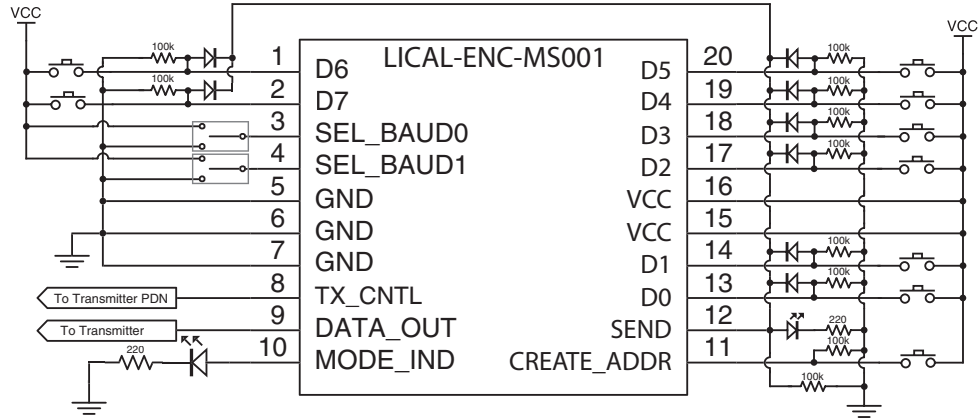 VCC
VCC
LICAL-ENC-MS001
100k
1
D6
100k
2
D7
3
SEL_BAUD0
4
SEL_BAUD1
5
GND
6
GND
7
GND
To Transmitter PDN
8
TX_CNTL
To Transmitter
9
DATA_OUT
220
10
MODE_IND
D5
20
100k
D4
19
100k
D3
18
100k
D2
17
100k
VCC
16
VCC
15
D1
14
100k
D0
13
100k
SEND
12
220
CREATE_ADDR
11
100k
100k